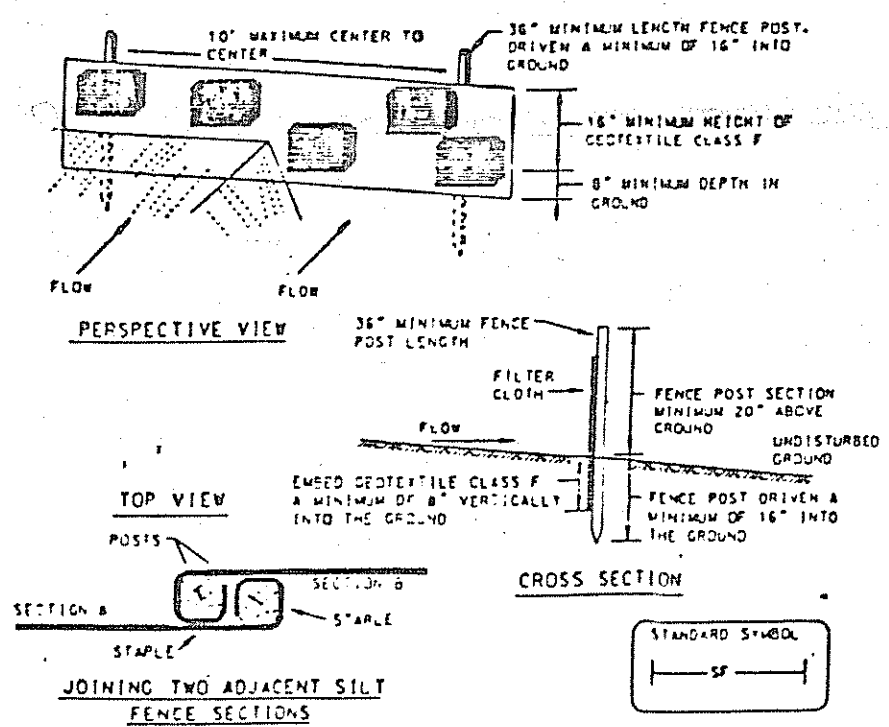 10" MAXIMUM CENTER TO
CENTER
36" MINIMUM LENGTH FENCE POST,
DRIVEN A MINIMUM OF 16" INTO
GROUND
16" MINIMUM HEIGHT OF
GEOTEXTILE CLASS F
8" MINIMUM DEPTH IN
GROUND
FLOW
FLOW
PERSPECTIVE VIEW
36" MINIMUM FENCE
POST LENGTH
FILTER
CLOTH
FENCE POST SECTION
MINIMUM 20" ABOVE
GROUND
FLOW
UNDISTURBED
GROUND
EMBED GEOTEXTILE CLASS F
A MINIMUM OF 8" VERTICALLY
INTO THE GROUND
FENCE POST DRIVEN A
MINIMUM OF 16" INTO
THE GROUND
CROSS SECTION
TOP VIEW
POSTS
SECTION B
SECTION A
STAPLE
STAPLE
JOINING TWO ADJACENT SILT
FENCE SECTIONS
STANDARD SYMBOL
SF